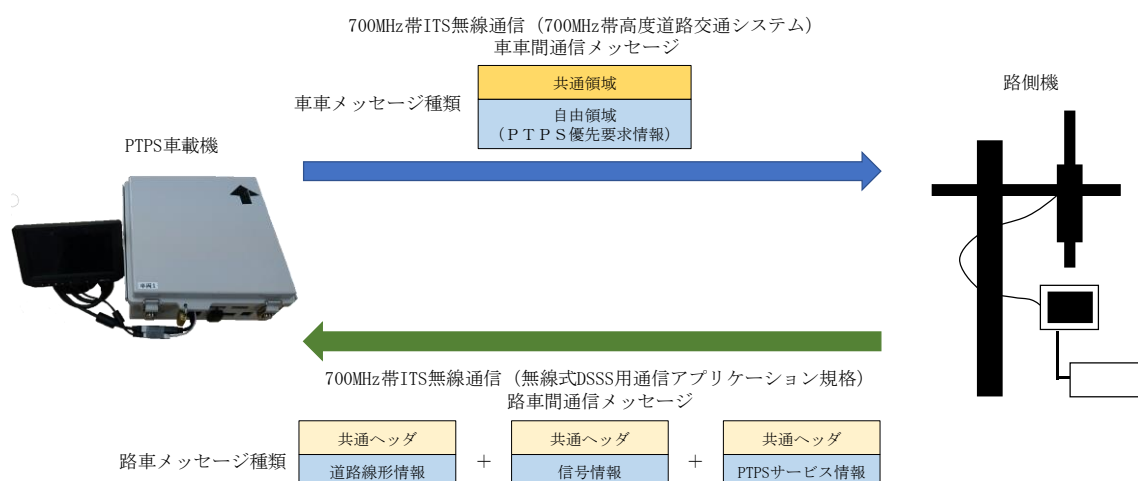 700MHz帯ITS無線通信（700MHz帯高度道路交通システム）
車車間通信メッセージ
車車メッセージ種類
共通領域
自由領域
（ＰＴＰＳ優先要求情報）
路側機
PTPS車載機
車両1
700MHz帯ITS無線通信（無線式DSSS用通信アプリケーション規格）
路車間通信メッセージ
路車メッセージ種類
共通ヘッダ
道路線形情報
+
共通ヘッダ
信号情報
+
共通ヘッダ
PTPSサービス情報